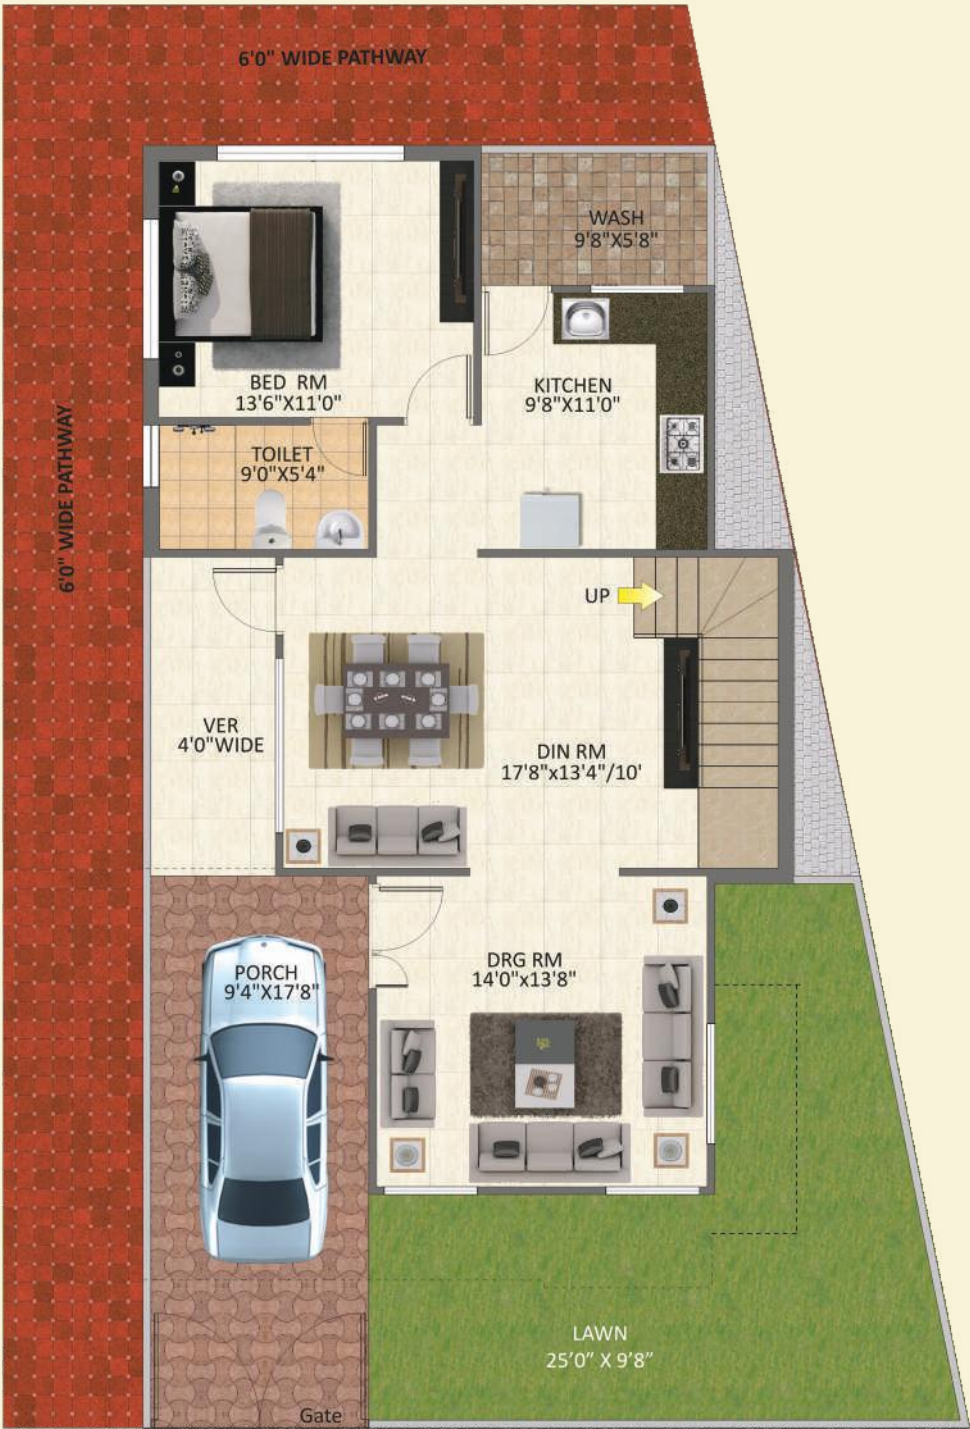 6'0" WIDE PATHWAY
WASH
9'8"X5'8"
BED RM
13'6"X11'0"
KITCHEN
9'8"X11'0"
TOILET
9'0"X5'4"
6'0" WIDE PATHWAY
UP
VER
4'0"WIDE
DIN RM
17'8"x13'4"/10'
DRG RM
14'0"x13'8"
PORCH
9'4"X17'8"
LAWN
25'0" X 9'8"
Gate